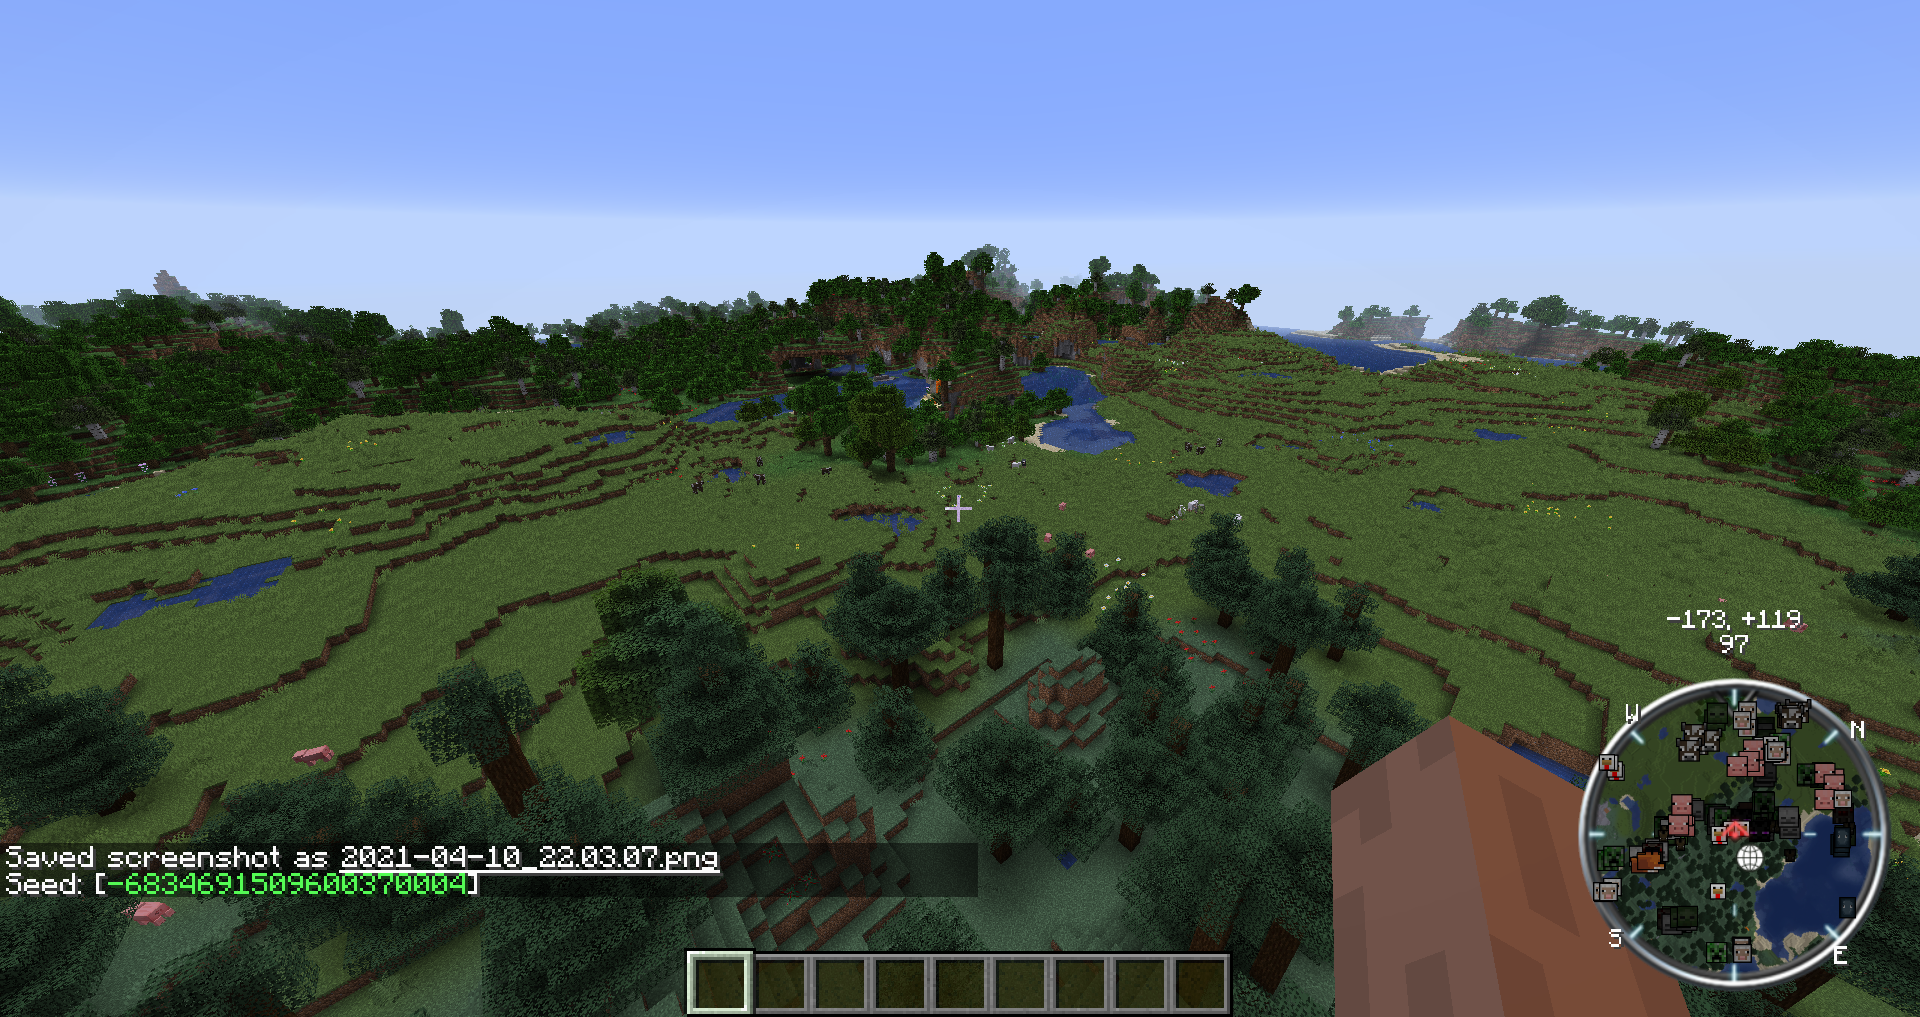 -173, +119
97
W
N
Saved screenshot as 2021-04-10_22.03.07.png
Seed: [-6834691509600370004]
S
E